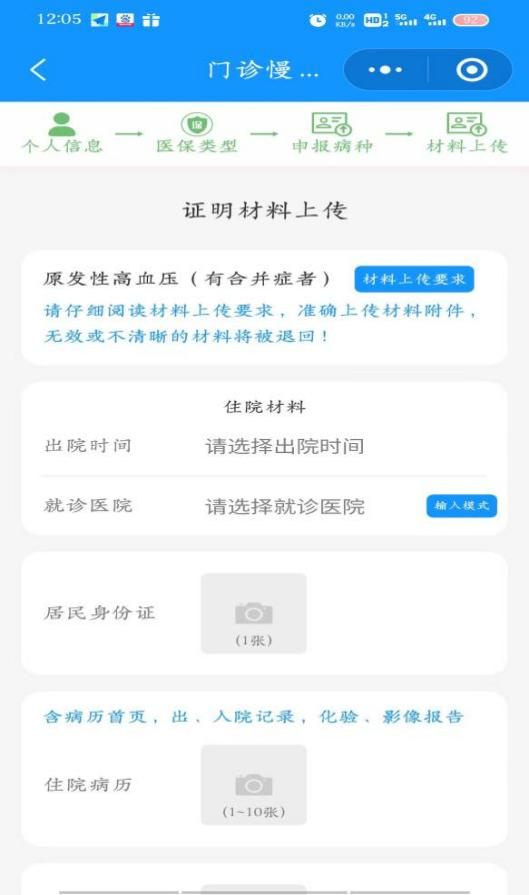 12:05
0.00 KB/s HD 1 2 5G 4G 92
门诊慢...
保
个人信息 医保类型 申报病种 材料上传
证明材料上传
原发性高血压（有合并症者） 材料上传要求
请仔细阅读材料上传要求，准确上传材料附件，
无效或不清晰的材料将被退回！
住院材料
出院时间 请选择出院时间
就诊医院 请选择就诊医院 输入模式
居民身份证
(1张)
含病历首页，出、入院记录，化验、影像报告
住院病历
(1~10张)